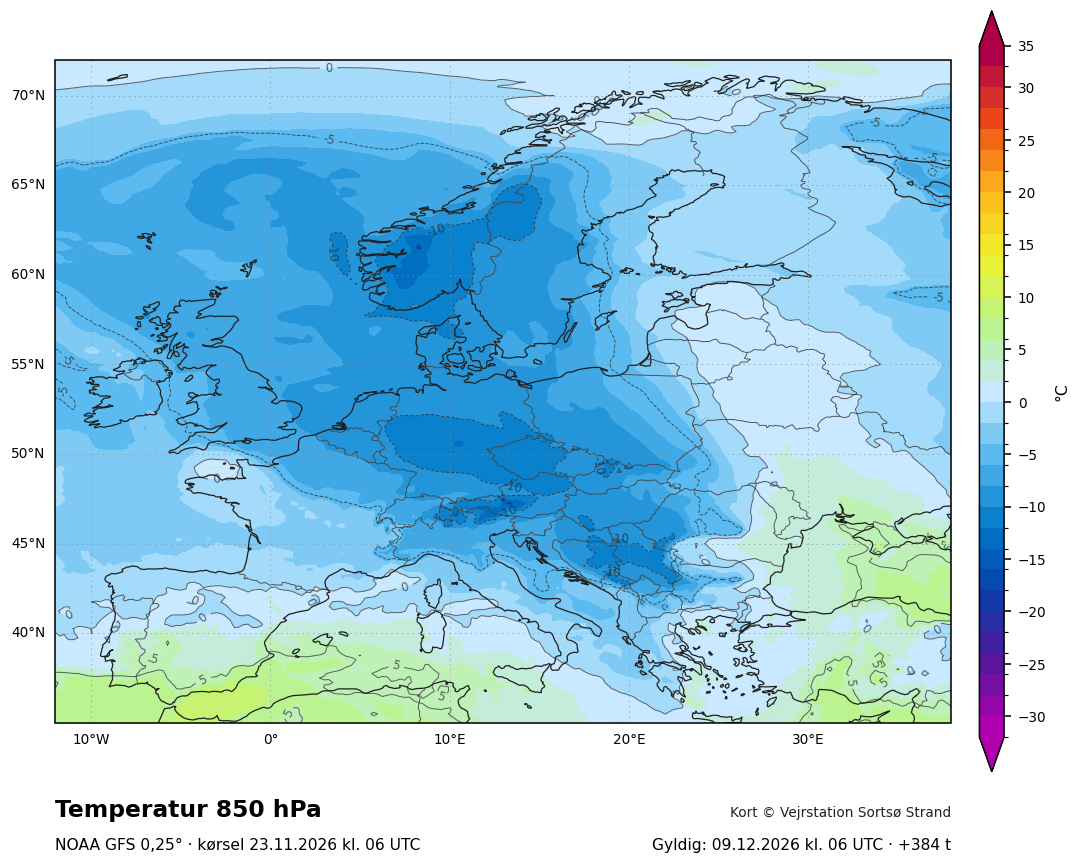 35
30
25
20
15
10
5
0
−5
−10
−15
−20
−25
−30
°C
70°N
65°N
60°N
55°N
50°N
45°N
40°N
10°W
0°
10°E
20°E
30°E
Temperatur 850 hPa
Kort © Vejrstation Sortsø Strand
NOAA GFS 0,25° · kørsel 23.11.2026 kl. 06 UTC
Gyldig: 09.12.2026 kl. 06 UTC · +384 t